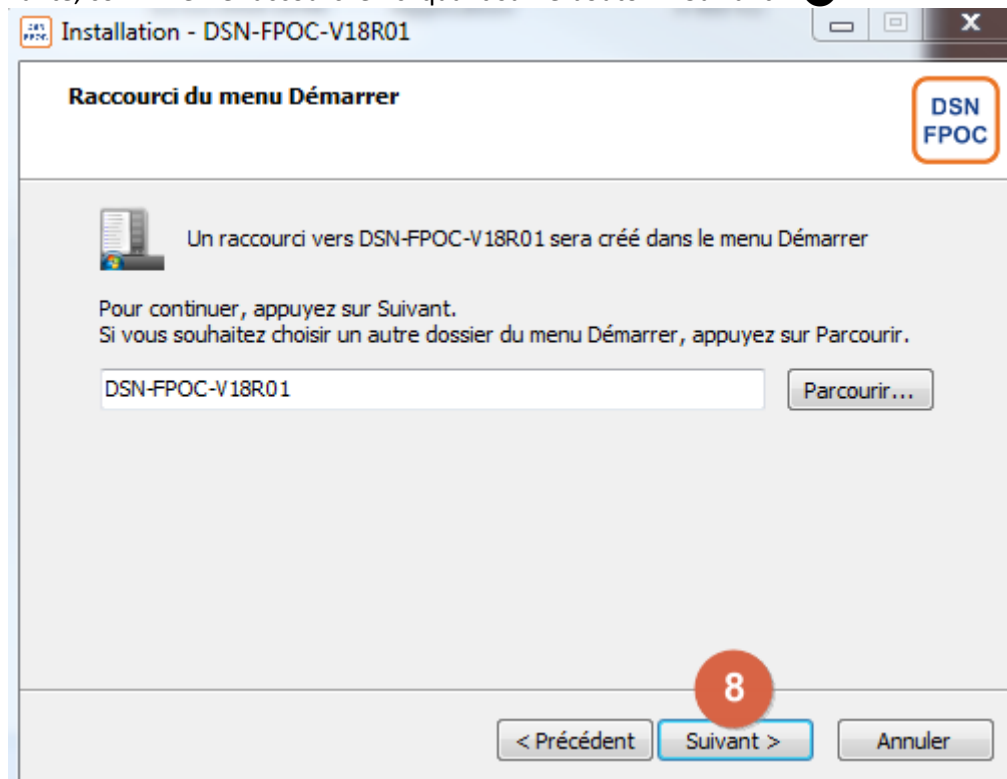 Installation - DSN-FPOC-V18R01
x
Raccourci du menu Démarrer
DSN
FPOC
Un raccourci vers DSN-FPOC-V18R01 sera créé dans le menu Démarrer
Pour continuer, appuyez sur Suivant.
Si vous souhaitez choisir un autre dossier du menu Démarrer, appuyez sur Parcourir.
DSN-FPOC-V18R01
Parcourir...
8
< Précédent
Suivant >
Annuler